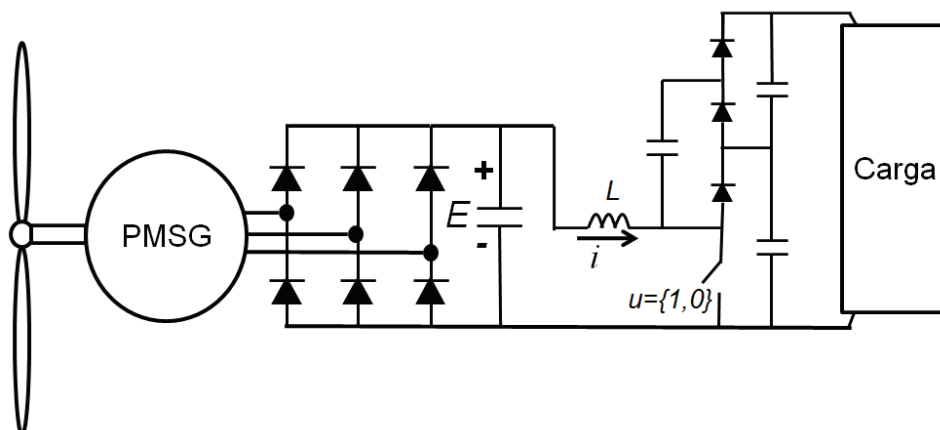 PMSG
+
E
-
L
i
u={1,0}
Carga